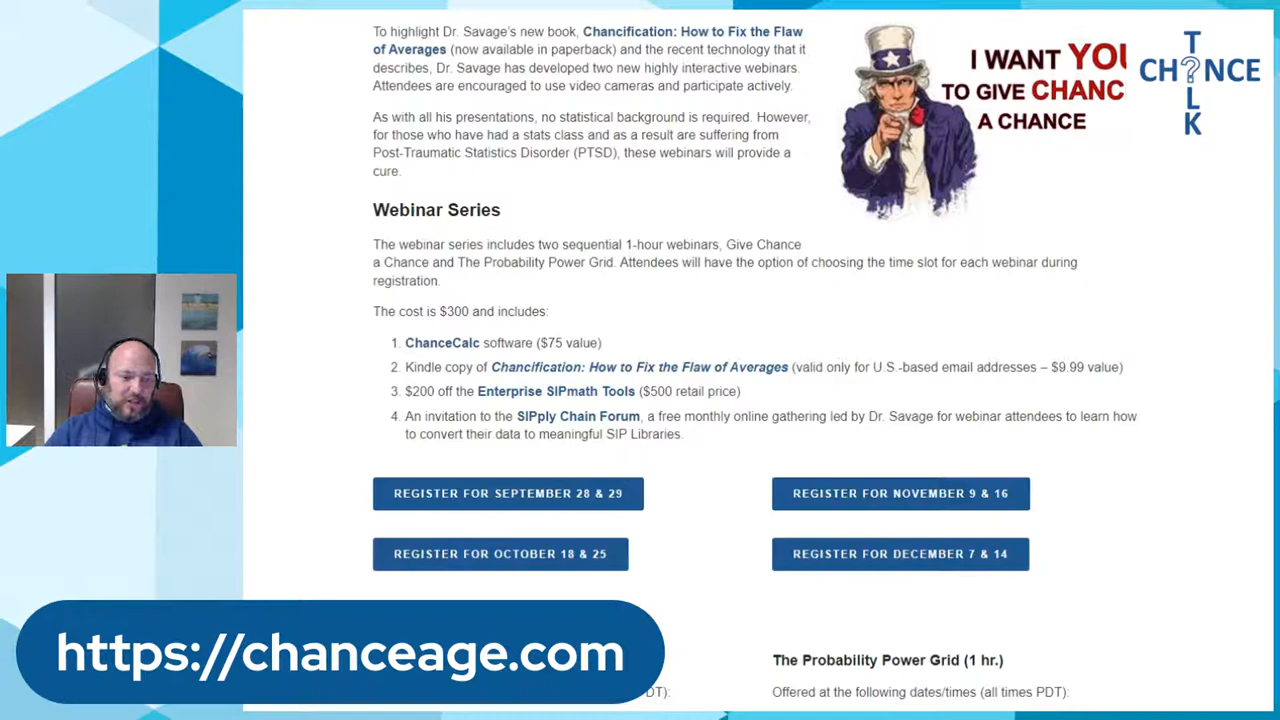 To highlight Dr. Savage's new book, Chancification: How to Fix the Flaw
of Averages (now available in paperback) and the recent technology that it
describes, Dr. Savage has developed two new highly interactive webinars.
Attendees are encouraged to use video cameras and participate actively.
As with all his presentations, no statistical background is required. However,
for those who have had a stats class and as a result are suffering from
Post-Traumatic Statistics Disorder (PTSD), these webinars will provide a
cure.
I WANT YOU
TO GIVE CHANC
A CHANCE
T
CH?NCE
L
K
Webinar Series
The webinar series includes two sequential 1-hour webinars, Give Chance
a Chance and The Probability Power Grid. Attendees will have the option of choosing the time slot for each webinar during
registration.
The cost is $300 and includes:
1. ChanceCalc software ($75 value)
2. Kindle copy of Chancification: How to Fix the Flaw of Averages (valid only for U.S.-based email addresses – $9.99 value)
3. $200 off the Enterprise SIPmath Tools ($500 retail price)
4. An invitation to the SIPply Chain Forum, a free monthly online gathering led by Dr. Savage for webinar attendees to learn how
to convert their data to meaningful SIP Libraries.
REGISTER FOR SEPTEMBER 28 & 29
REGISTER FOR NOVEMBER 9 & 16
REGISTER FOR OCTOBER 18 & 25
REGISTER FOR DECEMBER 7 & 14
https://chanceage.com
The Probability Power Grid (1 hr.)
DT):
Offered at the following dates/times (all times PDT):